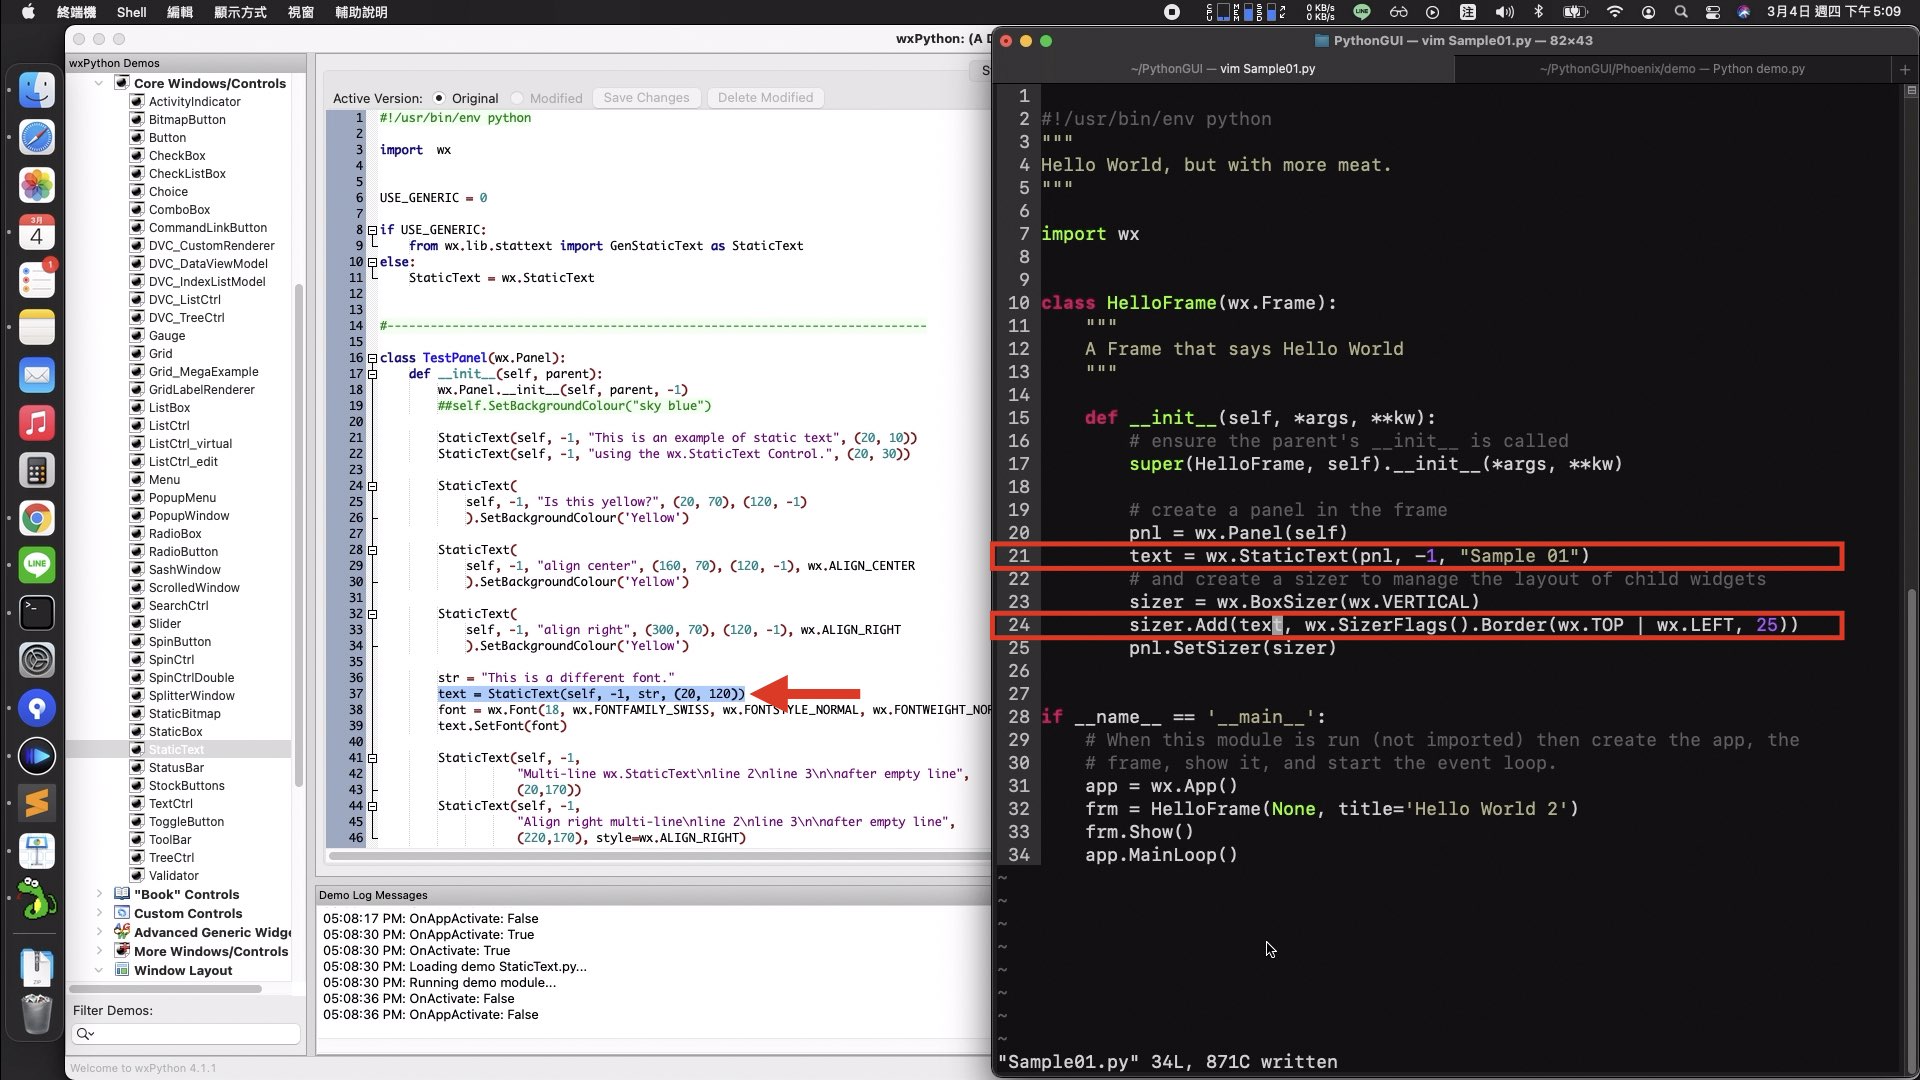 終端機 Shell 編輯 顯示方式 視窗 輔助說明
CPU MEM SSD 0 KB/s 0 KB/s LINE 注 3月4日 週四 下午5:09
wxPython: (A D
wxPython Demos
Core Windows/Controls
ActivityIndicator
BitmapButton
Button
CheckBox
CheckListBox
Choice
ComboBox
CommandLinkButton
DVC_CustomRenderer
DVC_DataViewModel
DVC_IndexListModel
DVC_ListCtrl
DVC_TreeCtrl
Gauge
Grid
Grid_MegaExample
GridLabelRenderer
ListBox
ListCtrl
ListCtrl_virtual
ListCtrl_edit
Menu
PopupMenu
PopupWindow
RadioBox
RadioButton
SashWindow
ScrolledWindow
SearchCtrl
Slider
SpinButton
SpinCtrl
SpinCtrlDouble
SplitterWindow
StaticBitmap
StaticBox
StaticText
StatusBar
StockButtons
TextCtrl
ToggleButton
ToolBar
TreeCtrl
Validator
"Book" Controls
Custom Controls
Advanced Generic Widge
More Windows/Controls
Window Layout
Filter Demos:
Welcome to wxPython 4.1.1
3月
4
1
LINE
ZIP
S
Active Version: Original Modified Save Changes Delete Modified
1 #!/usr/bin/env python
2
3 import wx
4
5
6 USE_GENERIC = 0
7
8 if USE_GENERIC:
9 from wx.lib.stattext import GenStaticText as StaticText
10 else:
11 StaticText = wx.StaticText
12
13
14 #---------------------------------------------------------------------------
15
16 class TestPanel(wx.Panel):
17 def __init__(self, parent):
18 wx.Panel.__init__(self, parent, -1)
19 ##self.SetBackgroundColour("sky blue")
20
21 StaticText(self, -1, "This is an example of static text", (20, 10))
22 StaticText(self, -1, "using the wx.StaticText Control.", (20, 30))
23
24 StaticText(
25 self, -1, "Is this yellow?", (20, 70), (120, -1)
26 ).SetBackgroundColour('Yellow')
27
28 StaticText(
29 self, -1, "align center", (160, 70), (120, -1), wx.ALIGN_CENTER
30 ).SetBackgroundColour('Yellow')
31
32 StaticText(
33 self, -1, "align right", (300, 70), (120, -1), wx.ALIGN_RIGHT
34 ).SetBackgroundColour('Yellow')
35
36 str = "This is a different font."
37 text = StaticText(self, -1, str, (20, 120))
38 font = wx.Font(18, wx.FONTFAMILY_SWISS, wx.FONTSTYLE_NORMAL, wx.FONTWEIGHT_NOR
39 text.SetFont(font)
40
41 StaticText(self, -1,
42 "Multi-line wx.StaticText\nline 2\nline 3\n\nafter empty line",
43 (20,170))
44 StaticText(self, -1,
45 "Align right multi-line\nline 2\nline 3\n\nafter empty line",
46 (220,170), style=wx.ALIGN_RIGHT)
Demo Log Messages
05:08:17 PM: OnAppActivate: False
05:08:30 PM: OnAppActivate: True
05:08:30 PM: OnActivate: True
05:08:30 PM: Loading demo StaticText.py...
05:08:30 PM: Running demo module...
05:08:36 PM: OnActivate: False
05:08:36 PM: OnAppActivate: False
PythonGUI — vim Sample01.py — 82×43
~/PythonGUI — vim Sample01.py
~/PythonGUI/Phoenix/demo — Python demo.py
+
1
2 #!/usr/bin/env python
3 """
4 Hello World, but with more meat.
5 """
6
7 import wx
8
9
10 class HelloFrame(wx.Frame):
11 """
12 A Frame that says Hello World
13 """
14
15 def __init__(self, *args, **kw):
16 # ensure the parent's __init__ is called
17 super(HelloFrame, self).__init__(*args, **kw)
18
19 # create a panel in the frame
20 pnl = wx.Panel(self)
21 text = wx.StaticText(pnl, -1, "Sample 01")
22 # and create a sizer to manage the layout of child widgets
23 sizer = wx.BoxSizer(wx.VERTICAL)
24 sizer.Add(text, wx.SizerFlags().Border(wx.TOP | wx.LEFT, 25))
25 pnl.SetSizer(sizer)
26
27
28 if __name__ == '__main__':
29 # When this module is run (not imported) then create the app, the
30 # frame, show it, and start the event loop.
31 app = wx.App()
32 frm = HelloFrame(None, title='Hello World 2')
33 frm.Show()
34 app.MainLoop()
~
~
~
~
~
~
~
~
"Sample01.py" 34L, 871C written